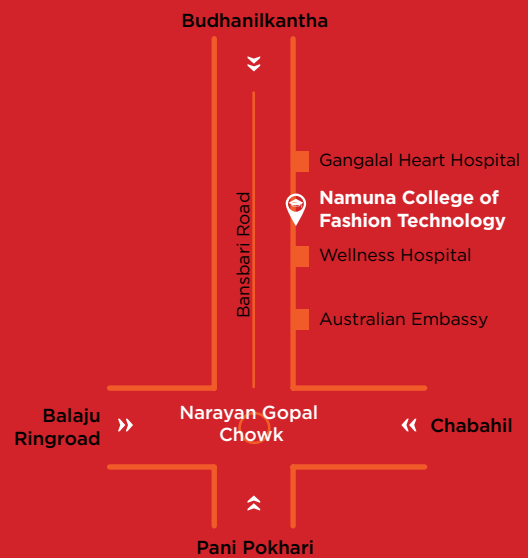 Budhanilkantha
Gangalal Heart Hospital
Namuna College of
Fashion Technology
Bansbari Road
Wellness Hospital
Australian Embassy
Balaju
Ringroad
Narayan Gopal
Chowk
Chabahil
Pani Pokhari